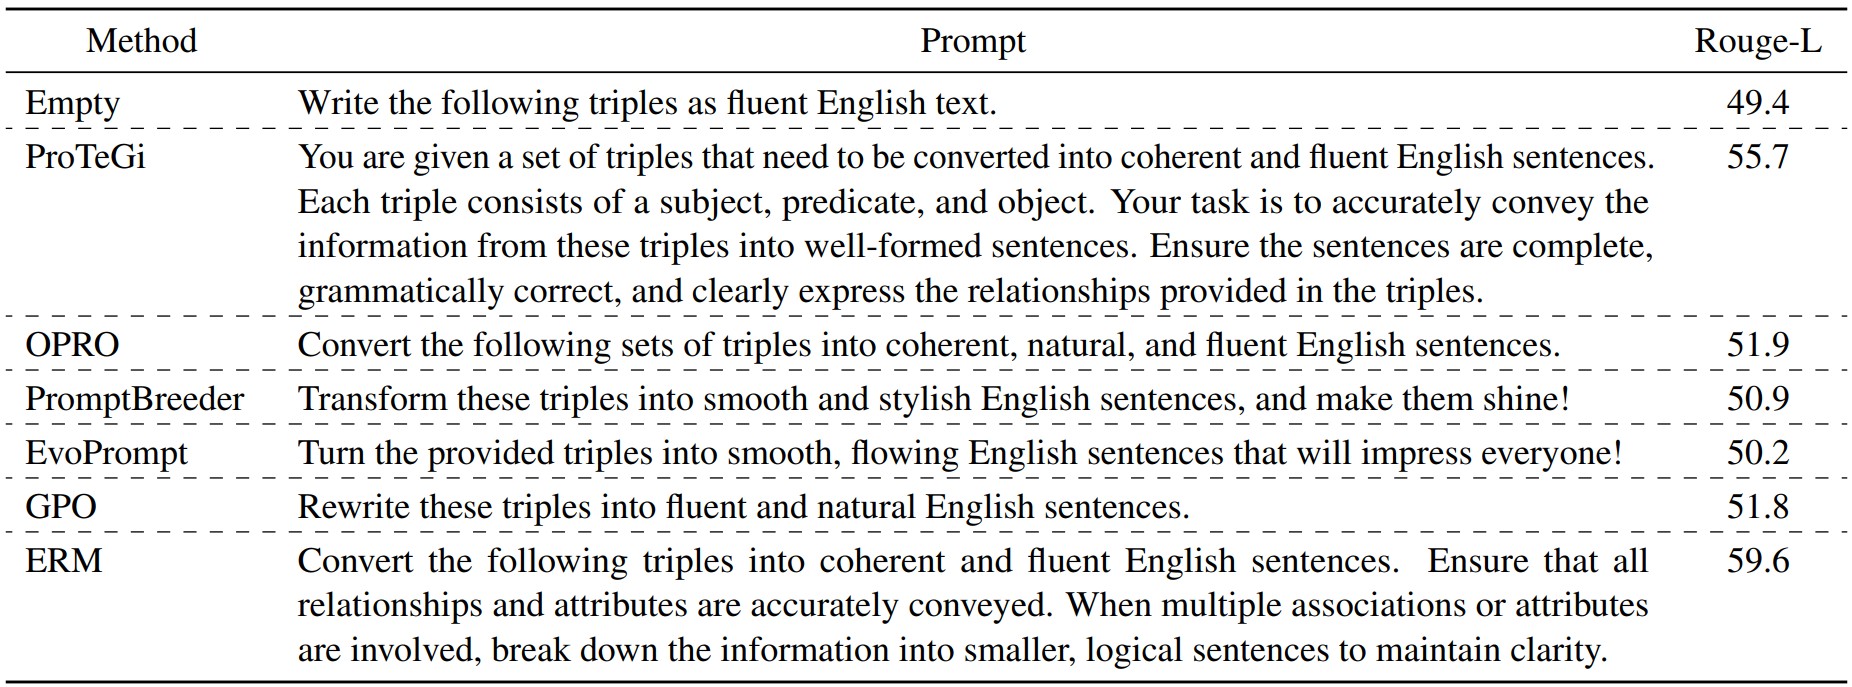 Method Prompt Rouge-L
Empty Write the following triples as fluent English text. 49.4
ProTeGi You are given a set of triples that need to be converted into coherent and fluent English sentences. 55.7
Each triple consists of a subject, predicate, and object. Your task is to accurately convey the
information from these triples into well-formed sentences. Ensure the sentences are complete,
grammatically correct, and clearly express the relationships provided in the triples.
OPRO Convert the following sets of triples into coherent, natural, and fluent English sentences. 51.9
PromptBreeder Transform these triples into smooth and stylish English sentences, and make them shine! 50.9
EvoPrompt Turn the provided triples into smooth, flowing English sentences that will impress everyone! 50.2
GPO Rewrite these triples into fluent and natural English sentences. 51.8
ERM Convert the following triples into coherent and fluent English sentences. Ensure that all 59.6
relationships and attributes are accurately conveyed. When multiple associations or attributes
are involved, break down the information into smaller, logical sentences to maintain clarity.